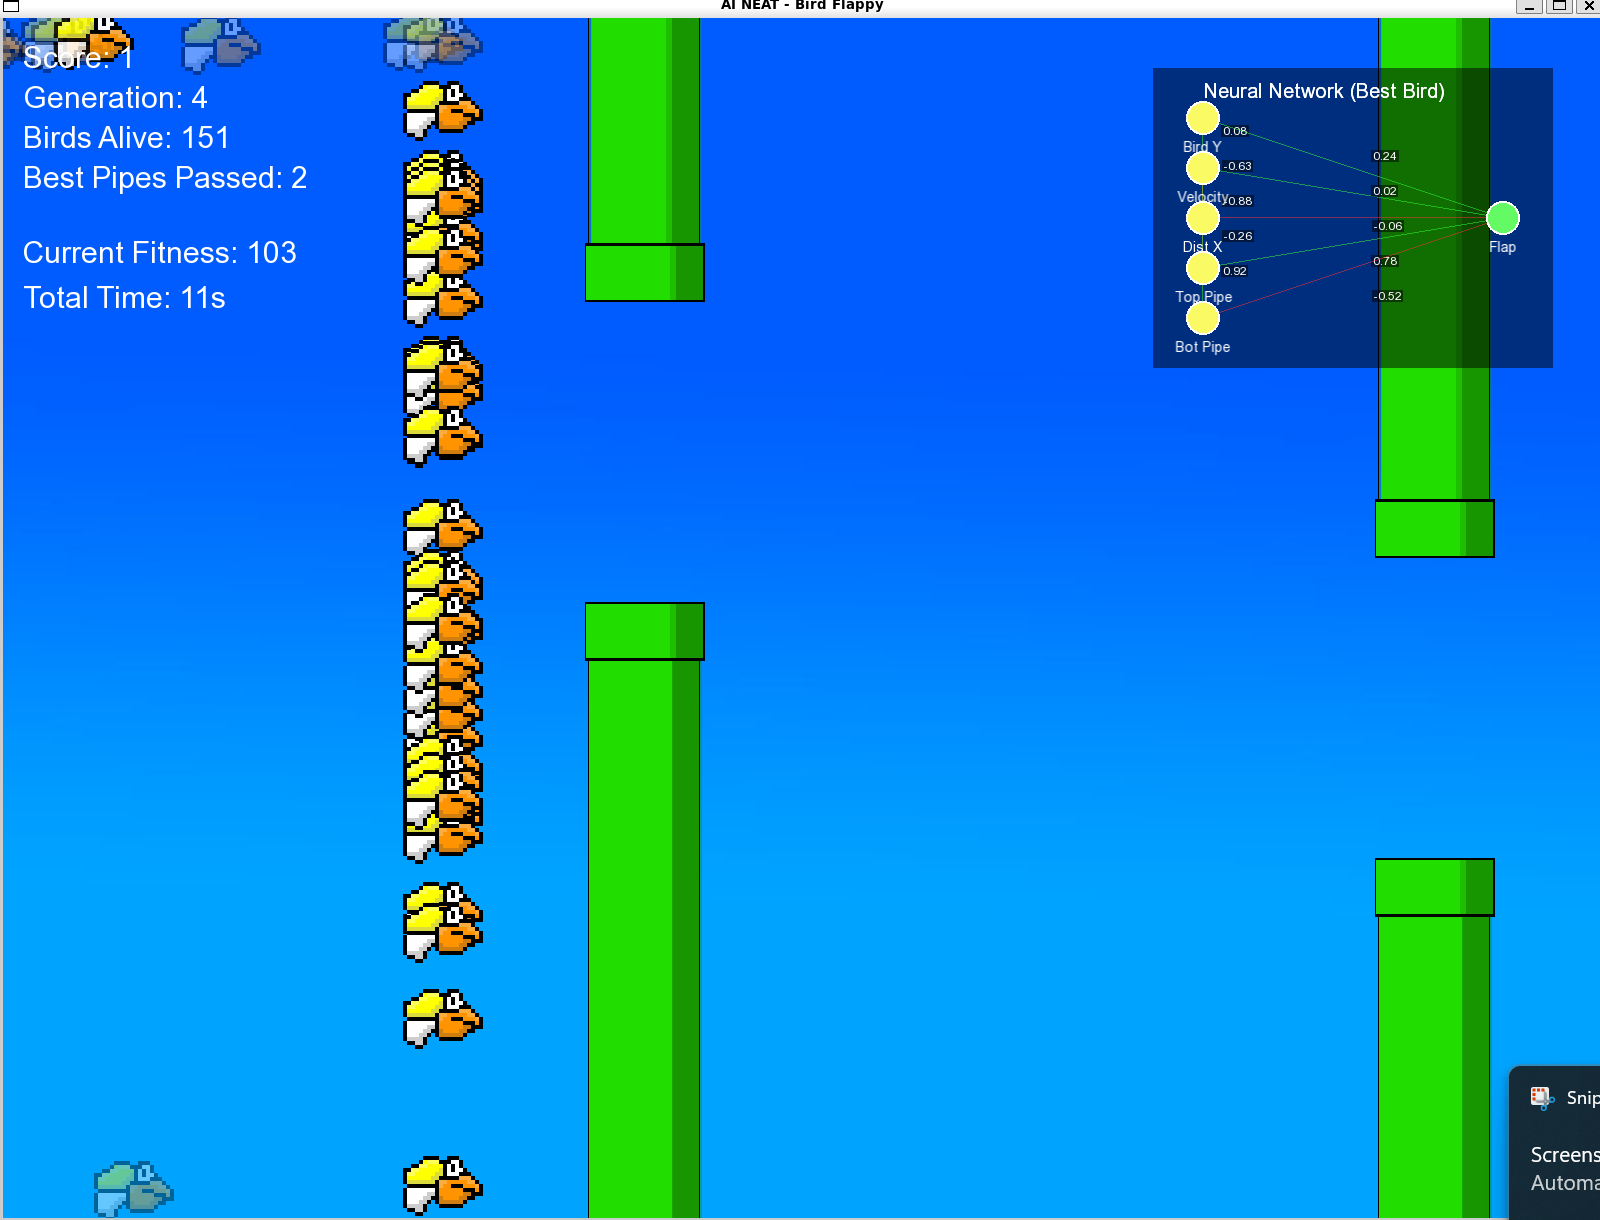 AI NEAT - Bird Flappy
Score: 1
Generation: 4
Birds Alive: 151
Best Pipes Passed: 2
Current Fitness: 103
Total Time: 11s
Neural Network (Best Bird)
0.08
Bird Y
0.24
-0.63
0.02
Velocity
-0.88
-0.06
-0.26
Dist X
Flap
0.78
0.92
Top Pipe
-0.52
Bot Pipe
Snip
Screens
Automa